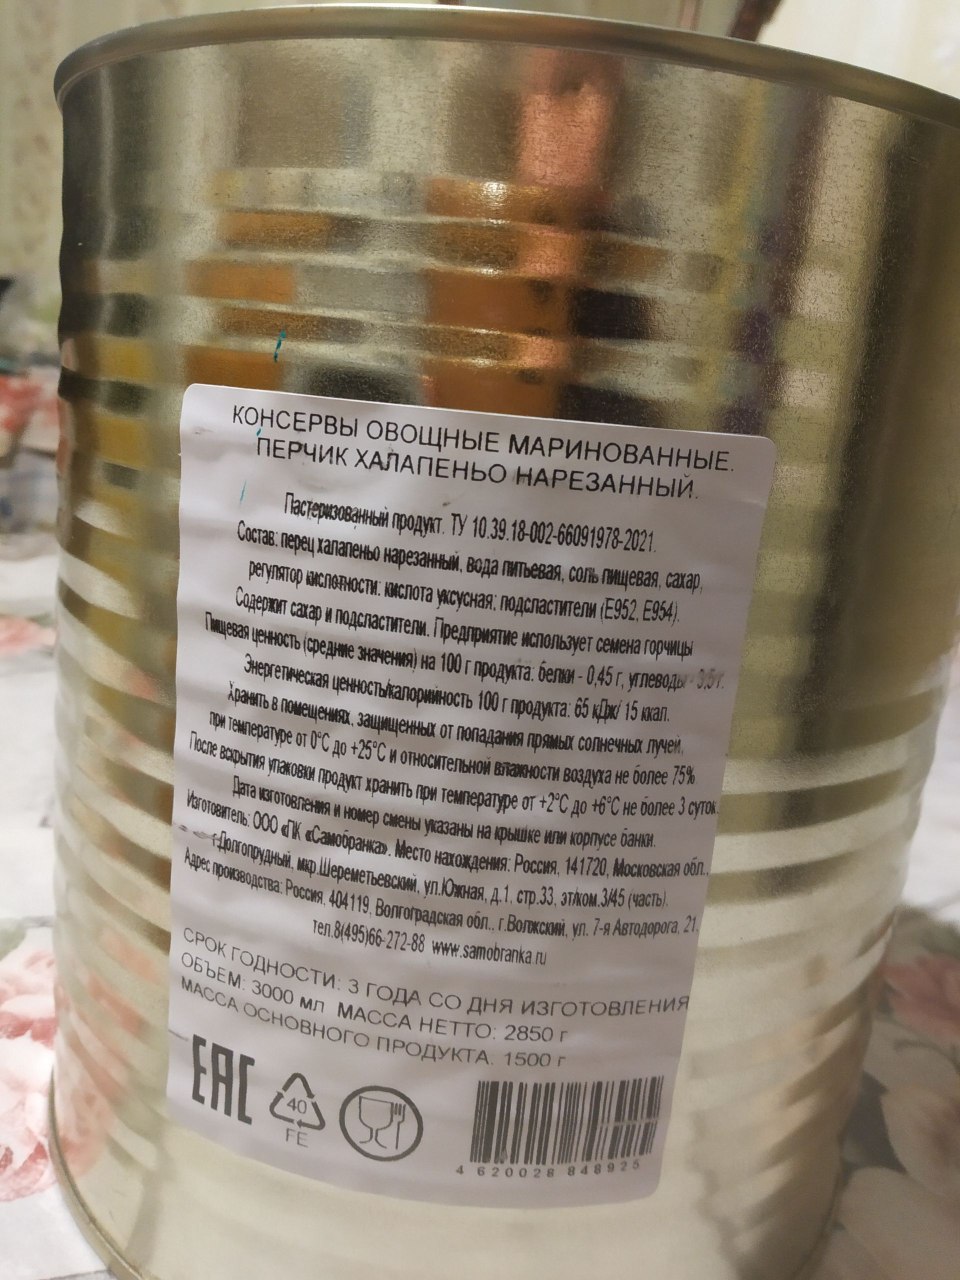 КОНСЕРВЫ ОВОЩНЫЕ МАРИНОВАННЫЕ.
ПЕРЧИК ХАЛАПЕНЬО НАРЕЗАННЫЙ.
Пастеризованный продукт. ТУ 10.39.18-002-66091978-2021.
Состав: перец халапеньо нарезанный, вода питьевая, соль пищевая, сахар,
регулятор кислотности: кислота уксусная; подсластители (Е952, Е954).
Содержит сахар и подсластители. Предприятие использует семена горчицы
Пищевая ценность (средние значения) на 100 г продукта: белки - 0,45 г, углеводы - 3,5 г.
Энергетическая ценность/калорийность 100 г продукта: 65 кДж/ 15 ккал.
Хранить в помещениях, защищенных от попадания прямых солнечных лучей,
при температуре от 0°С до +25°С и относительной влажности воздуха не более 75%
После вскрытия упаковки продукт хранить при температуре от +2°С до +6°С не более 3 суток.
Дата изготовления и номер смены указаны на крышке или корпусе банки.
Изготовитель: ООО «ПК «Самобранка». Место нахождения: Россия, 141720, Московская обл.,
г.Долгопрудный, мкр.Шереметьевский, ул.Южная, д.1, стр.33, эт/ком.3/45 (часть).
Адрес производства: Россия, 404119, Волгоградская обл., г.Волжский, ул. 7-я Автодорога, 21,
тел.8(495)66-272-88 www.samobranka.ru
СРОК ГОДНОСТИ: 3 ГОДА СО ДНЯ ИЗГОТОВЛЕНИЯ
ОБЪЕМ: 3000 мл МАССА НЕТТО: 2850 г
МАССА ОСНОВНОГО ПРОДУКТА. 1500 г
ЕАС
40
FE
4 620028 848925